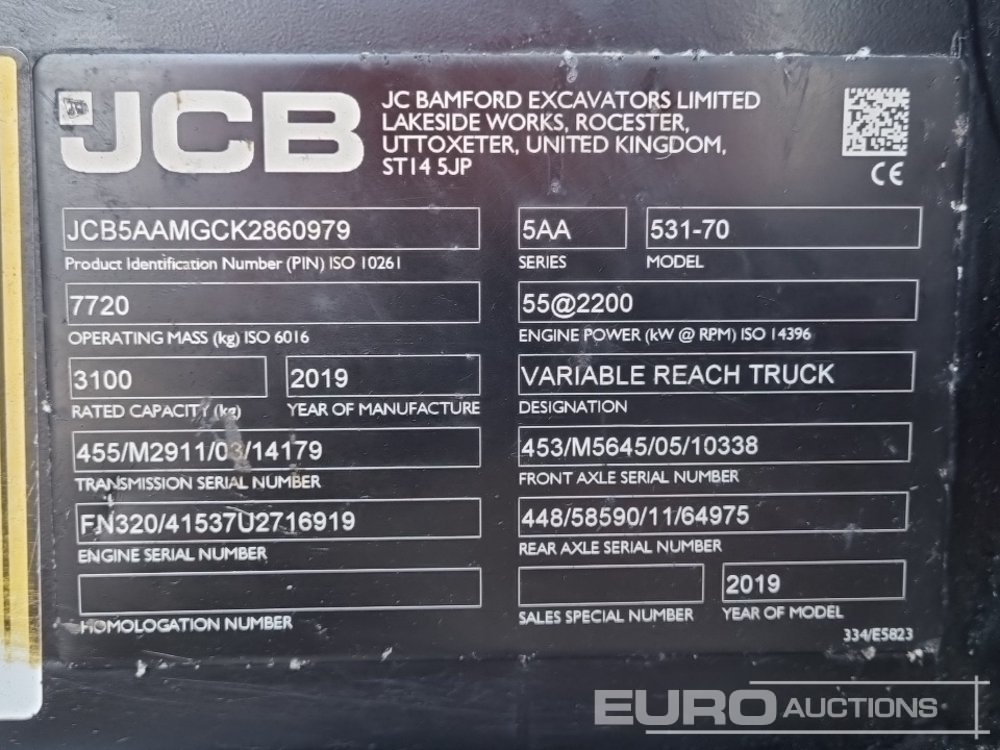 JCB
JC BAMFORD EXCAVATORS LIMITED
LAKESIDE WORKS, ROCESTER,
UTTOXETER, UNITED KINGDOM,
ST14 5JP
CE
JCB5AAMGCK2860979
Product Identification Number (PIN) ISO 10261
5AA
SERIES
531-70
MODEL
7720
OPERATING MASS (kg) ISO 6016
55@2200
ENGINE POWER (kW @ RPM) ISO 14396
3100
RATED CAPACITY (kg)
2019
YEAR OF MANUFACTURE
VARIABLE REACH TRUCK
DESIGNATION
455/M2911/03/14179
TRANSMISSION SERIAL NUMBER
453/M5645/05/10338
FRONT AXLE SERIAL NUMBER
FN320/41537U2716919
ENGINE SERIAL NUMBER
448/58590/11/64975
REAR AXLE SERIAL NUMBER
HOMOLOGATION NUMBER
SALES SPECIAL NUMBER
2019
YEAR OF MODEL
334/E5823
EURO AUCTIONS